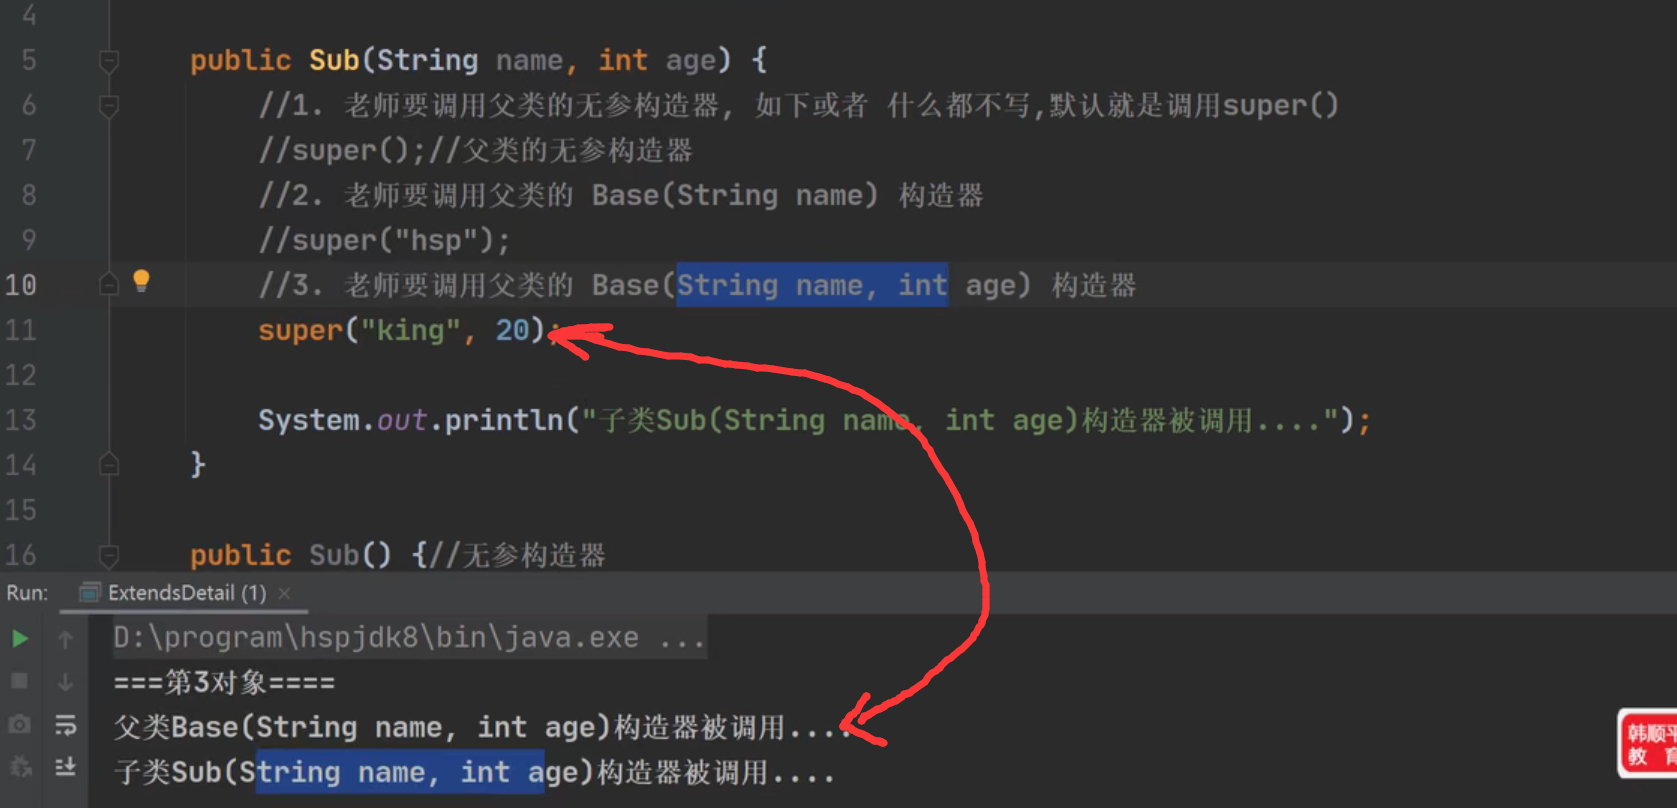 4
5 public Sub(String name, int age) {
6 //1. 老师要调用父类的无参构造器, 如下或者 什么都不写,默认就是调用super()
7 //super();//父类的无参构造器
8 //2. 老师要调用父类的 Base(String name) 构造器
9 //super("hsp");
10 //3. 老师要调用父类的 Base(String name, int age) 构造器
11 super("king", 20);
12
13 System.out.println("子类Sub(String name, int age)构造器被调用....");
14 }
15
16 public Sub() {//无参构造器
Run: ExtendsDetail (1) ×
D:\program\hspjdk8\bin\java.exe ...
===第3对象====
父类Base(String name, int age)构造器被调用....
子类Sub(String name, int age)构造器被调用....
韩顺平
教 育